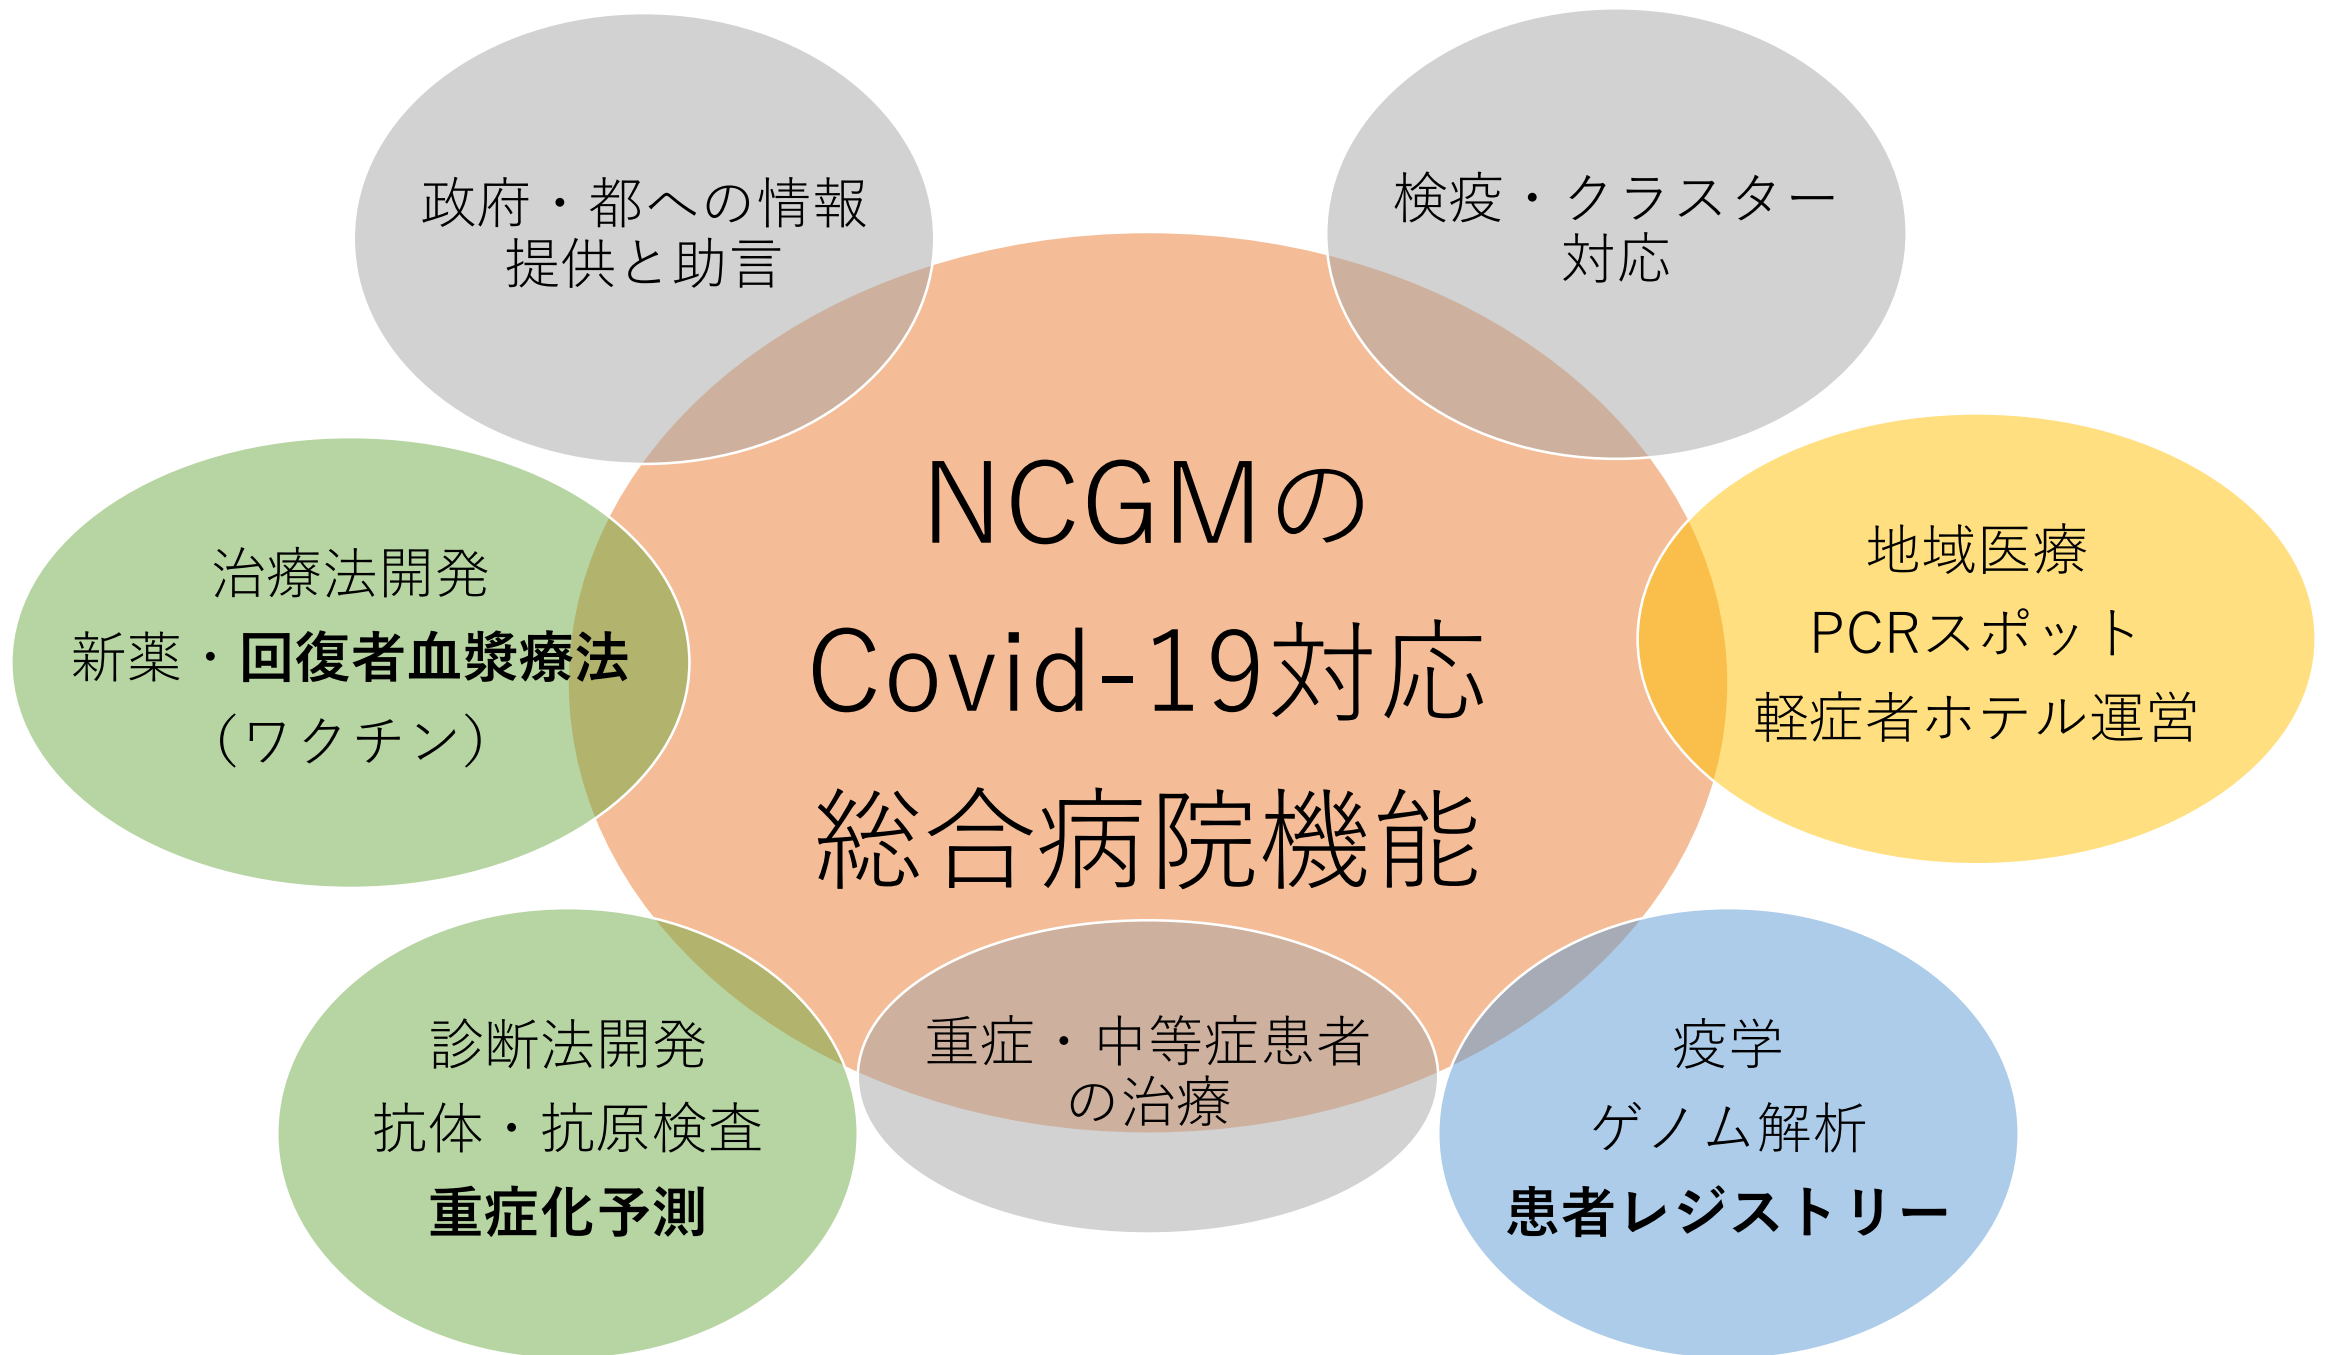 政府・都への情報
提供と助言
検疫・クラスター
対応
NCGMの
Covid-19対応
総合病院機能
治療法開発
新薬・回復者血漿療法
（ワクチン）
地域医療
PCRスポット
軽症者ホテル運営
診断法開発
抗体・抗原検査
重症化予測
重症・中等症患者
の治療
疫学
ゲノム解析
患者レジストリー